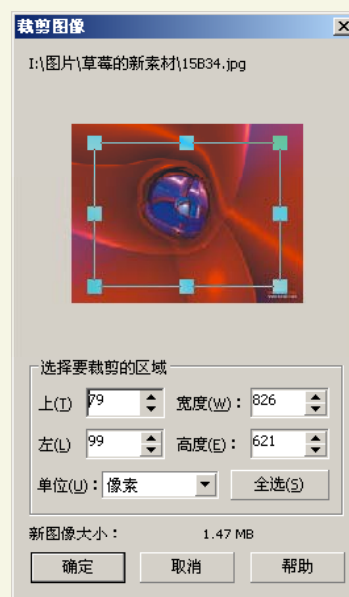 裁剪图像
I:\图片\草莓的新素材\15B34.jpg
选择要裁剪的区域
上(T) 79 宽度(W)： 826
左(L) 99 高度(E)： 621
单位(U)： 像素 全选(S)
新图像大小： 1.47 MB
确定 取消 帮助